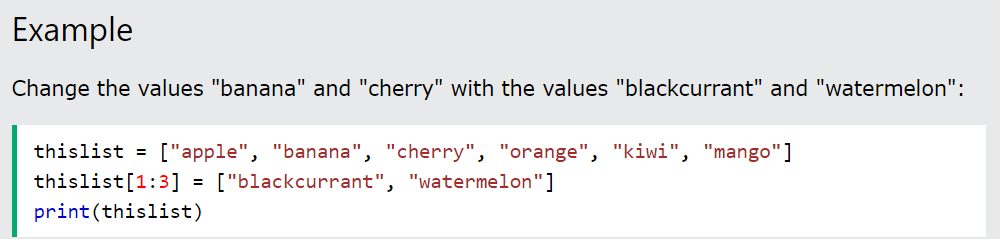 Example
Change the values "banana" and "cherry" with the values "blackcurrant" and "watermelon":
thislist = ["apple", "banana", "cherry", "orange", "kiwi", "mango"]
thislist[1:3] = ["blackcurrant", "watermelon"]
print(thislist)